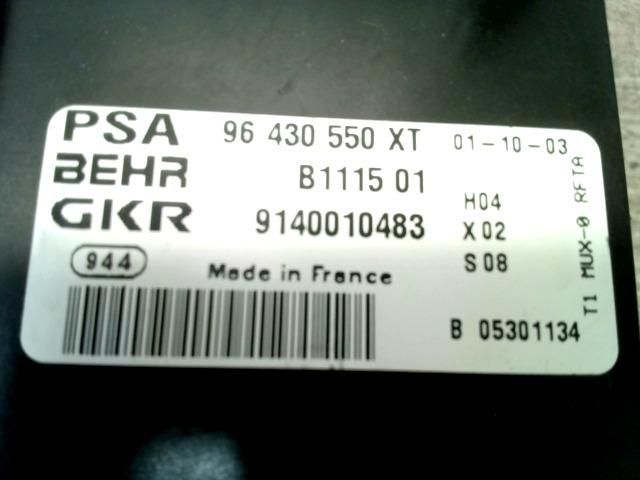 PSA 96 430 550 XT 01-10-03
BEHR B1115 01
H04
GKR 9140010483 X02
944 Made in France S08
B 05301134
T1 MUX-0 RFTA